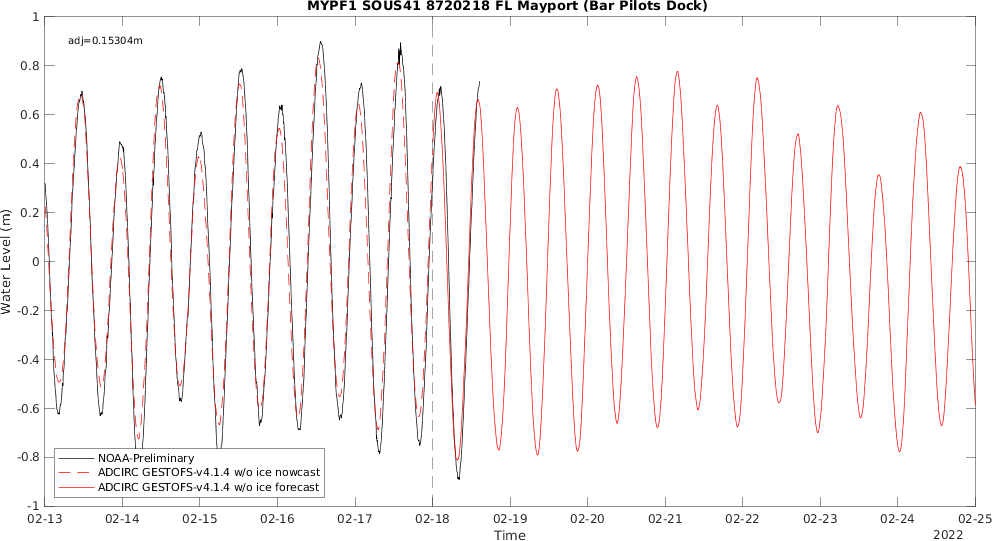 MYPF1 SOUS41 8720218 FL Mayport (Bar Pilots Dock)
adj=0.15304m
1
0.8
0.6
0.4
0.2
0
-0.2
-0.4
-0.6
-0.8
-1
Water Level (m)
NOAA-Preliminary
ADCIRC GESTOFS-v4.1.4 w/o ice nowcast
ADCIRC GESTOFS-v4.1.4 w/o ice forecast
02-13 02-14 02-15 02-16 02-17 02-18 02-19 02-20 02-21 02-22 02-23 02-24 02-25
Time
2022